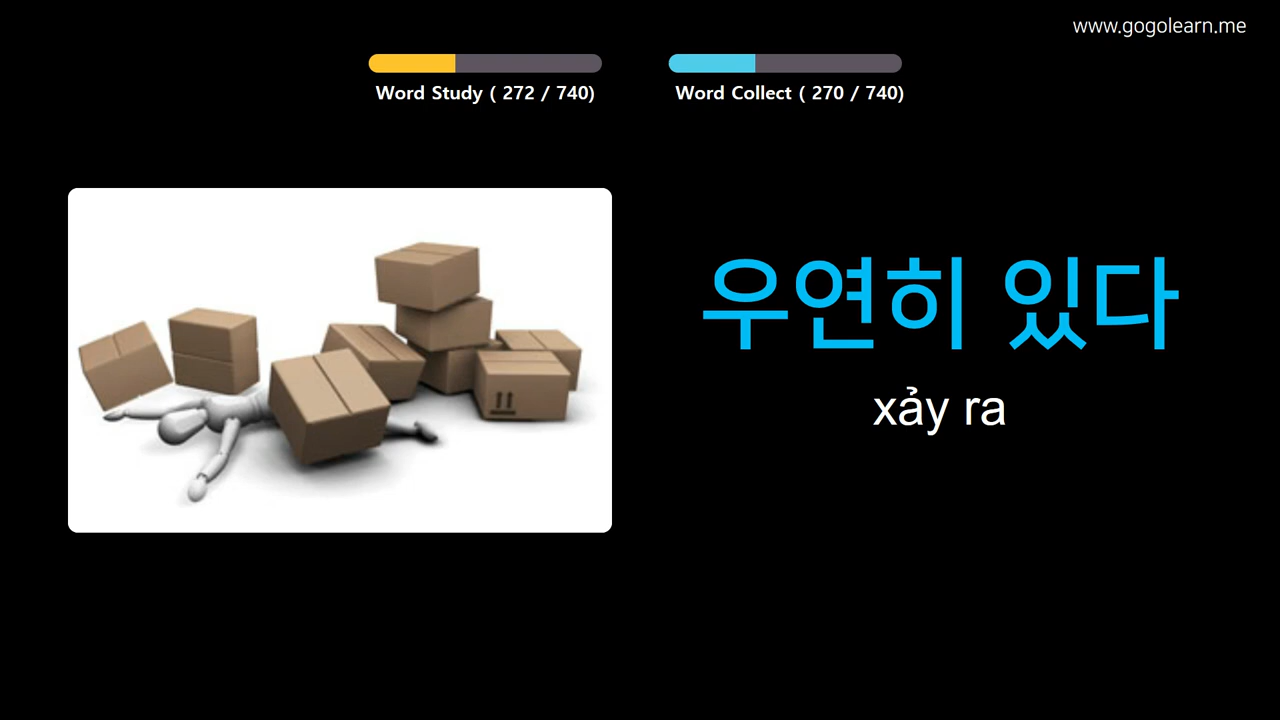 www.gogolearn.me
Word Study ( 272 / 740)
Word Collect ( 270 / 740)
우연히 있다
xảy ra